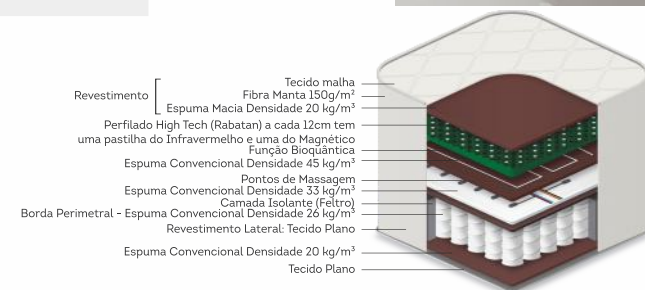 Tecido malha
Revestimento
Fibra Manta 150g/m²
Espuma Macia Densidade 20 kg/m³
Perfilado High Tech (Rabatan) a cada 12cm tem
uma pastilha do Infravermelho e uma do Magnético
Função Bioquântica
Espuma Convencional Densidade 45 kg/m³
Pontos de Massagem
Espuma Convencional Densidade 33 kg/m³
Camada Isolante (Feltro)
Borda Perimetral - Espuma Convencional Densidade 26 kg/m³
Revestimento Lateral: Tecido Plano
Espuma Convencional Densidade 20 kg/m³
Tecido Plano